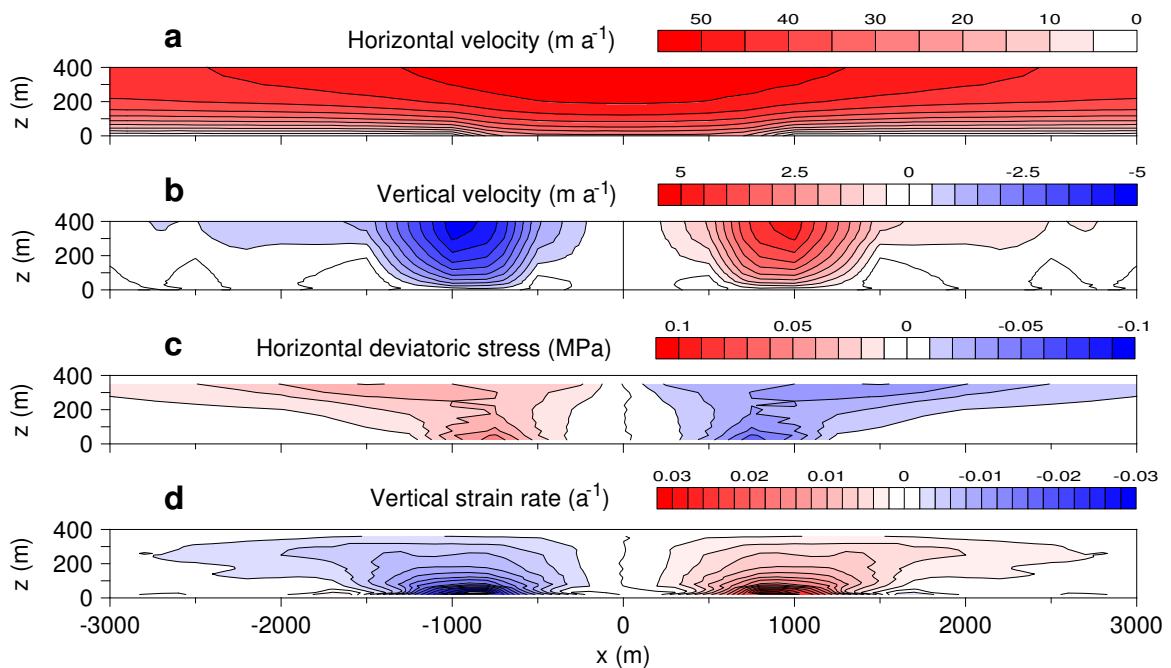 50 40 30 20 10 0
a Horizontal velocity (m a⁻¹)
400
200
0
z (m)
5 2.5 0 -2.5 -5
b Vertical velocity (m a⁻¹)
400
200
0
z (m)
0.1 0.05 0 -0.05 -0.1
c Horizontal deviatoric stress (MPa)
400
200
0
z (m)
0.03 0.02 0.01 0 -0.01 -0.02 -0.03
d Vertical strain rate (a⁻¹)
400
200
0
z (m)
-3000 -2000 -1000 0 1000 2000 3000
x (m)